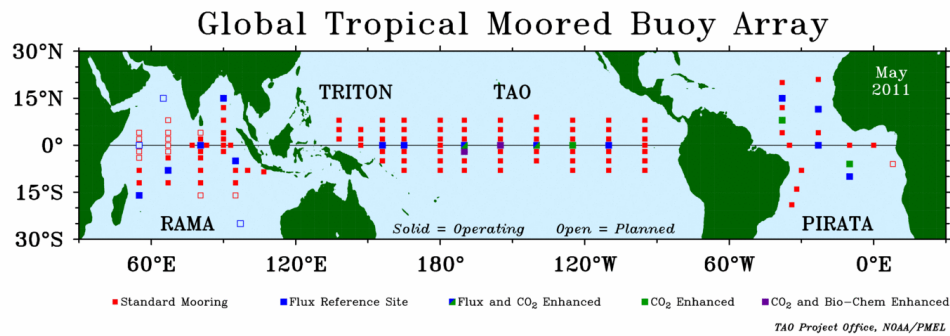 Global Tropical Moored Buoy Array
30°N
15°N
0°
15°S
30°S
TRITON
TAO
May
2011
RAMA
Solid = Operating Open = Planned
PIRATA
60°E
120°E
180°
120°W
60°W
0°E
Standard Mooring
Flux Reference Site
Flux and CO₂ Enhanced
CO₂ Enhanced
CO₂ and Bio-Chem Enhanced
TAO Project Office, NOAA/PMEL